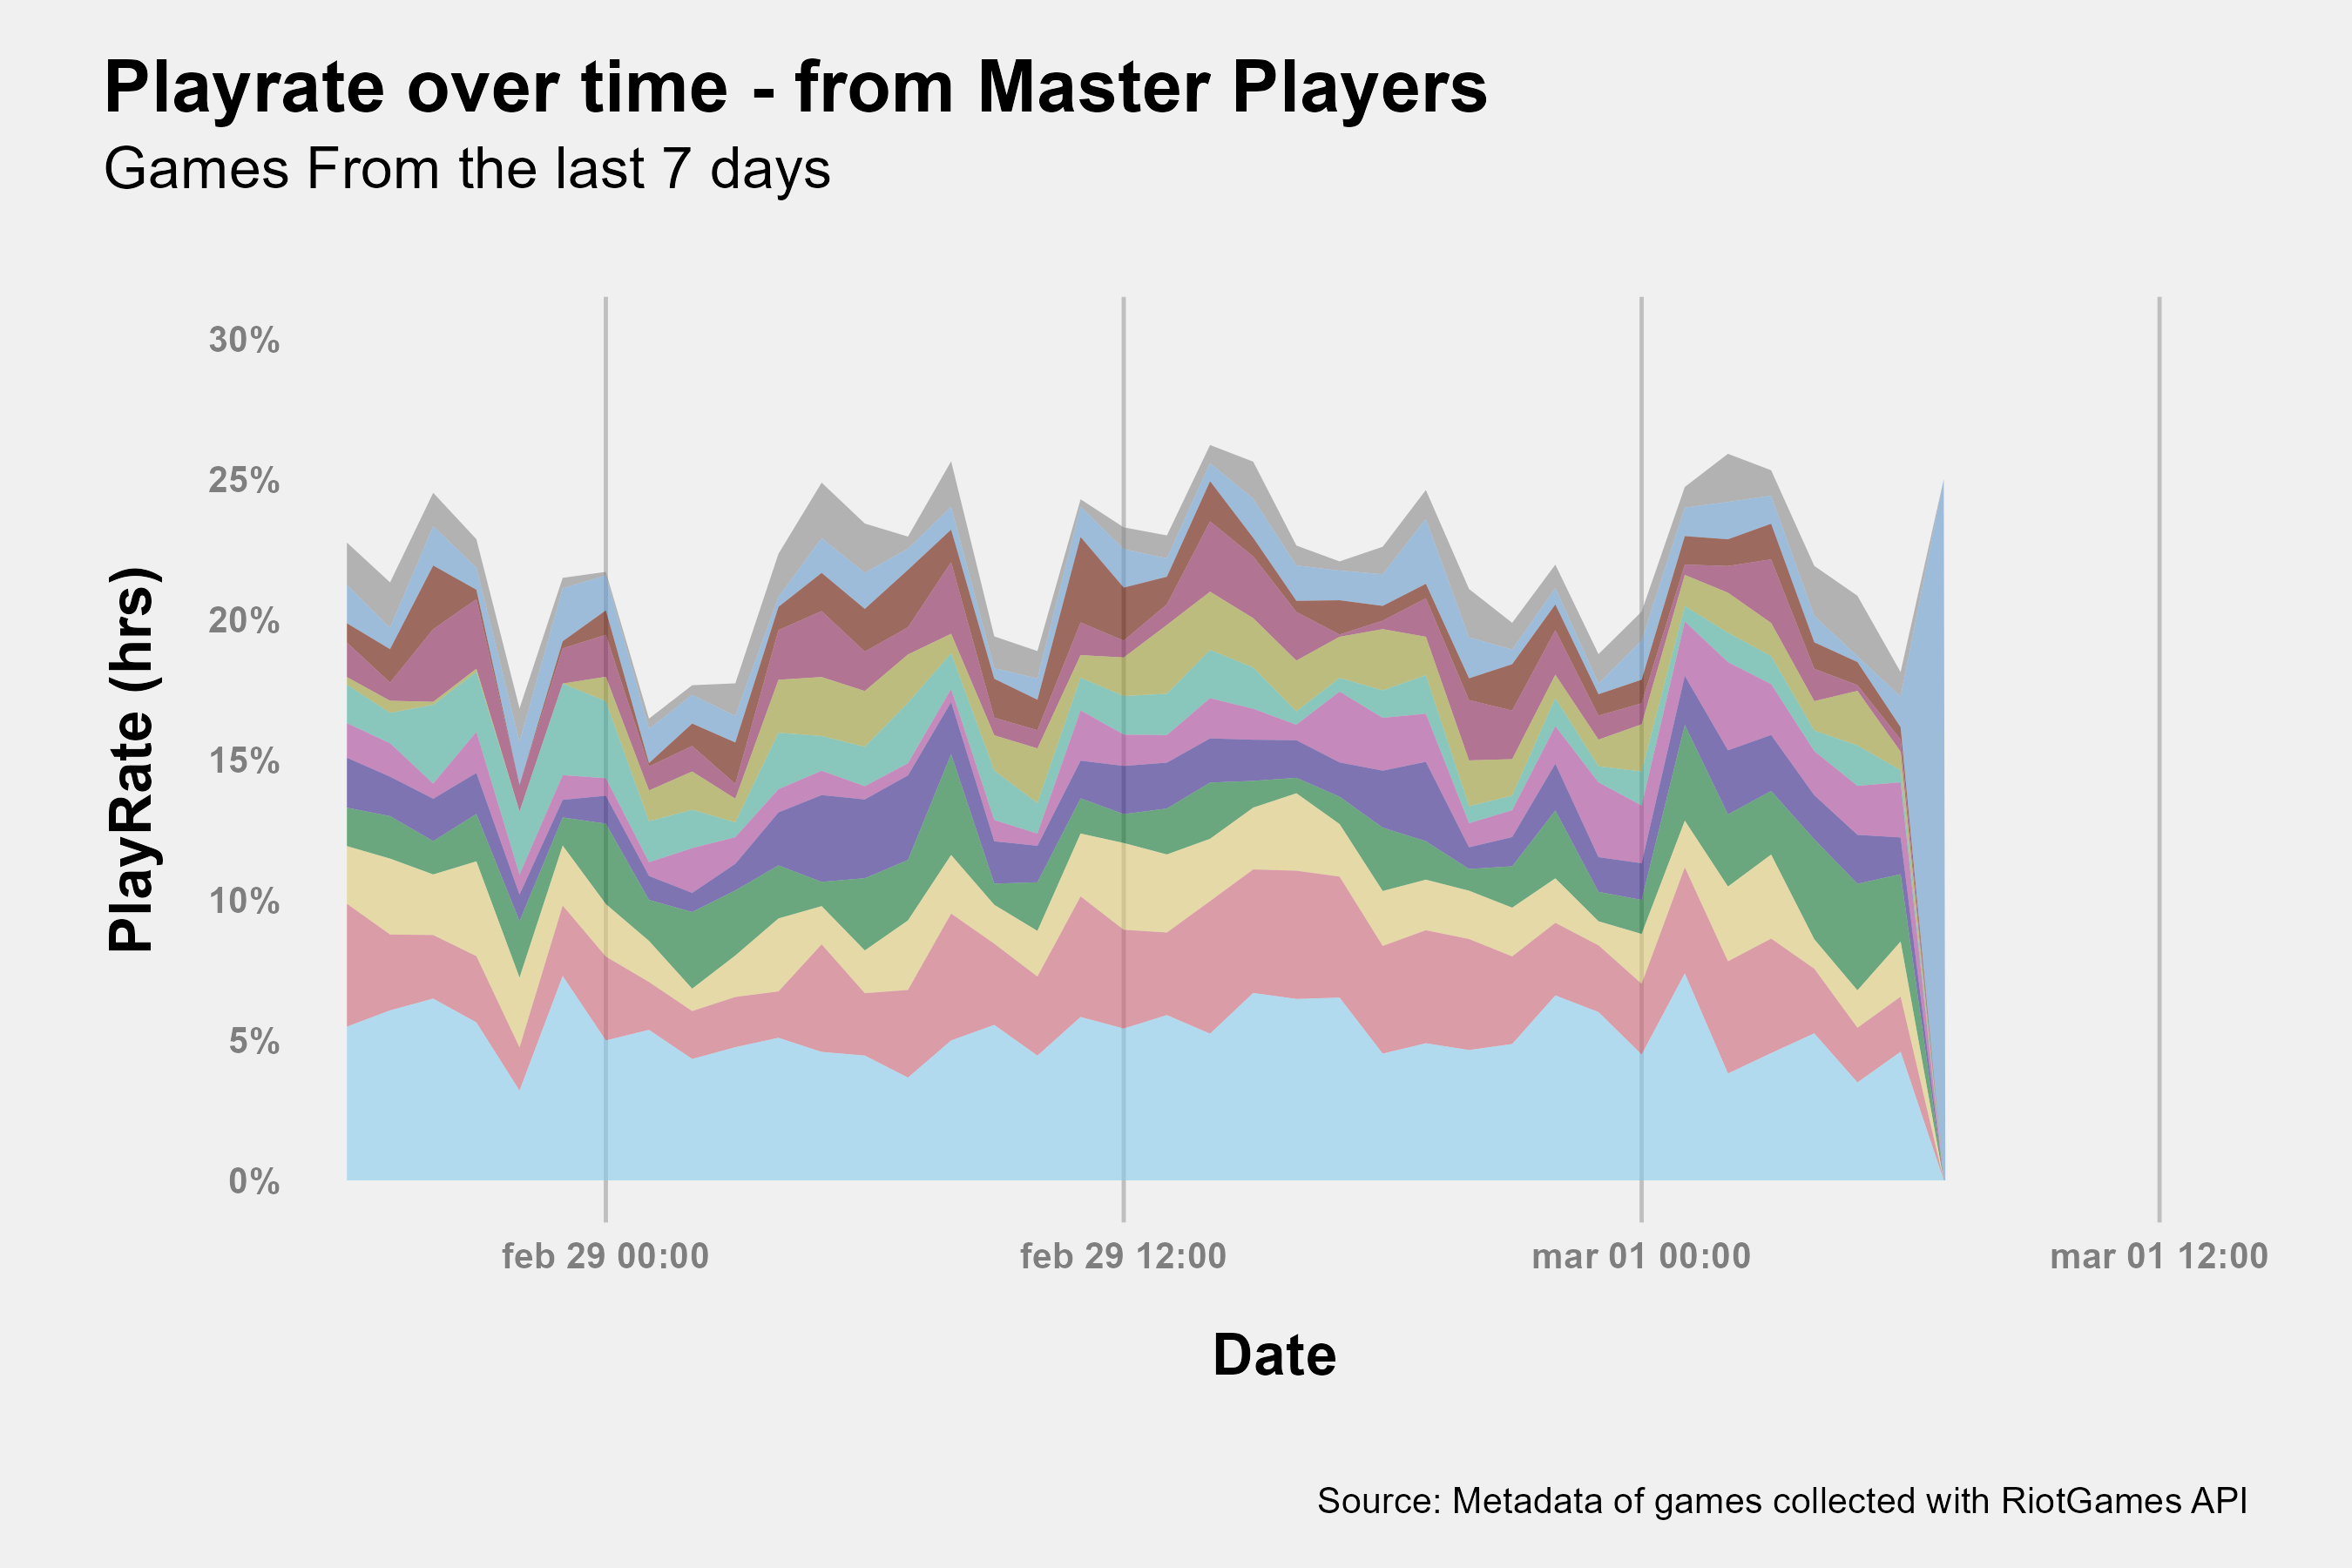 Playrate over time - from Master Players
Games From the last 7 days
PlayRate (hrs)
30%
25%
20%
15%
10%
5%
0%
feb 29 00:00
feb 29 12:00
mar 01 00:00
mar 01 12:00
Date
Source: Metadata of games collected with RiotGames API